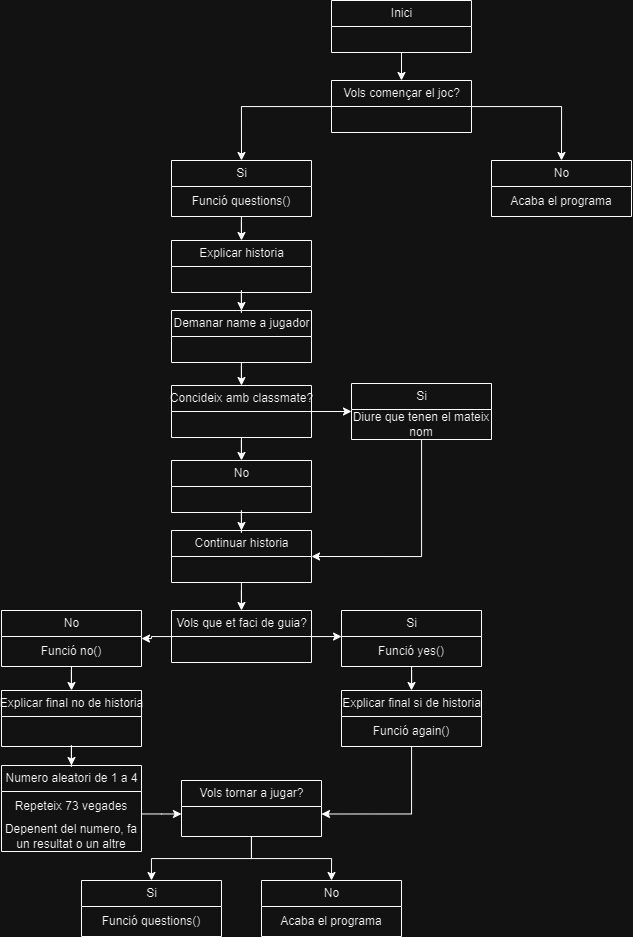 Inici
Vols començar el joc?
Si
Funció questions()
No
Acaba el programa
Explicar historia
Demanar name a jugador
Concideix amb classmate?
Si
Diure que tenen el mateix
nom
No
Continuar historia
No
Funció no()
Vols que et faci de guia?
Si
Funció yes()
Explicar final no de historia
Explicar final si de historia
Funció again()
Numero aleatori de 1 a 4
Repeteix 73 vegades
Depenent del numero, fa
un resultat o un altre
Vols tornar a jugar?
Si
Funció questions()
No
Acaba el programa